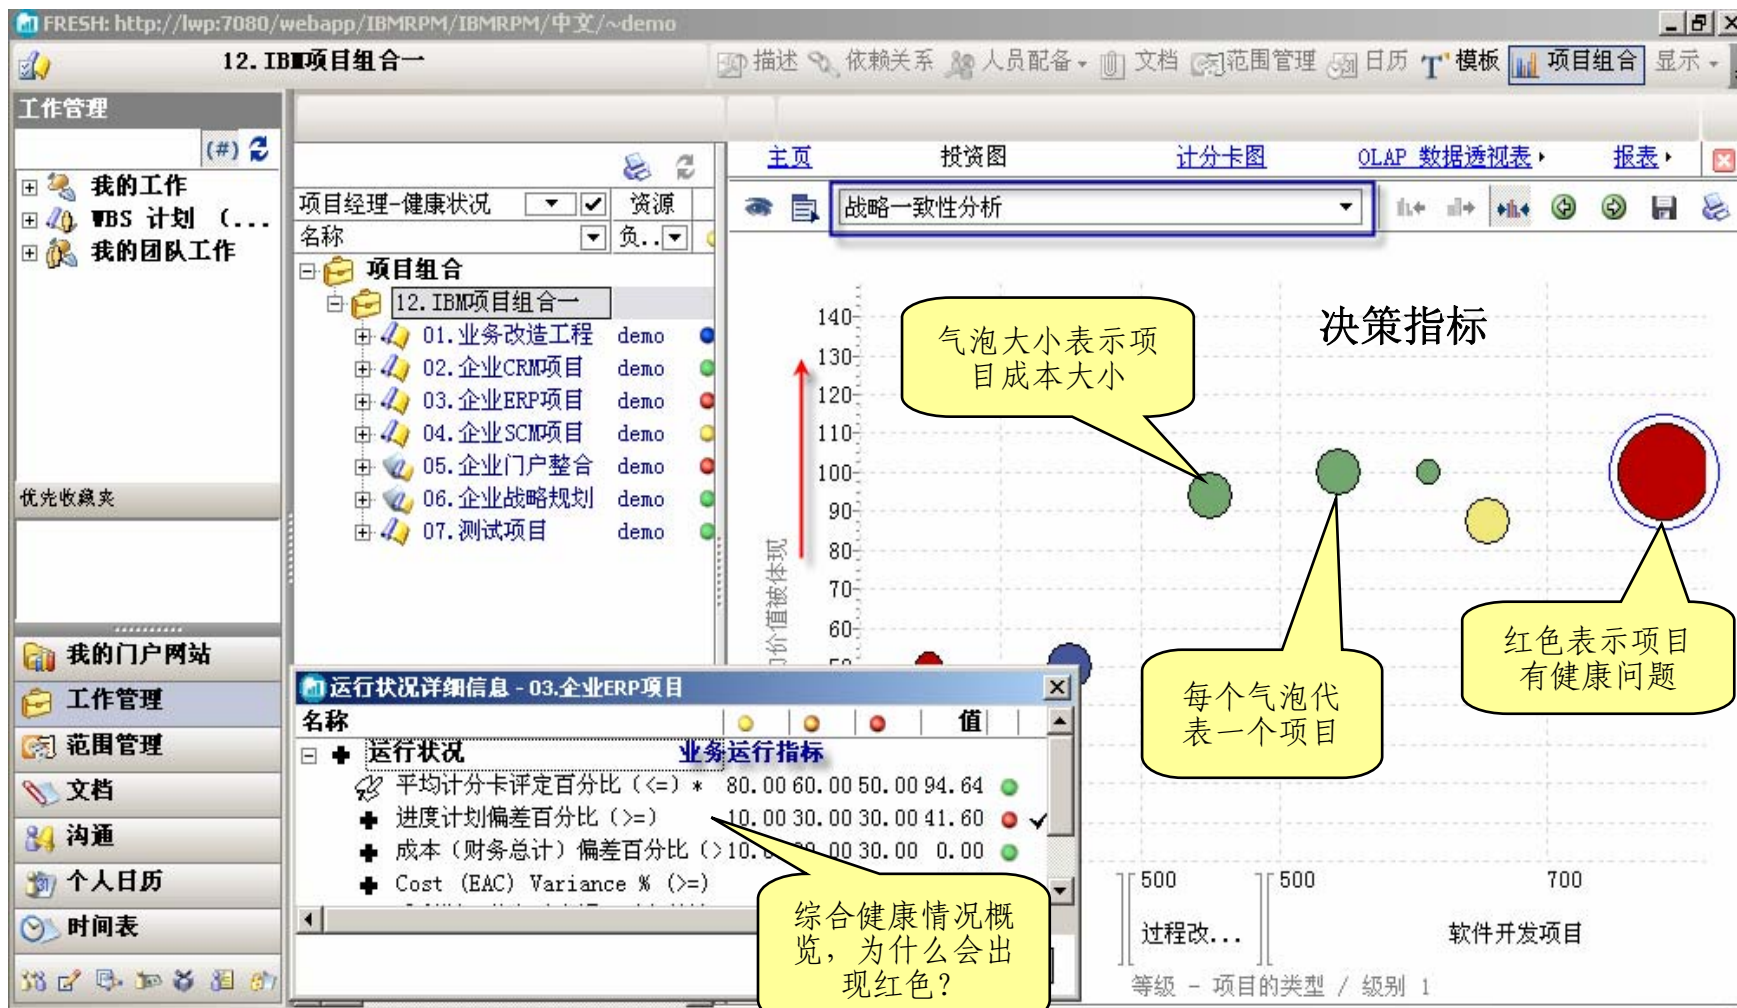 FRESH: http://lwp:7080/webapp/IBMRPM/IBMRPM/中文/~demo
12.IBM项目组合一
描述 依赖关系 人员配备 文档 范围管理 日历 模板 项目组合 显示
工作管理
(#)
我的工作
WBS 计划 (...
我的团队工作
优先收藏夹
我的门户网站
工作管理
范围管理
文档
沟通
个人日历
时间表
项目经理-健康状况 资源
名称 负..
项目组合
12.IBM项目组合一
01.业务改造工程 demo
02.企业CRM项目 demo
03.企业ERP项目 demo
04.企业SCM项目 demo
05.企业门户整合 demo
06.企业战略规划 demo
07.测试项目 demo
主页 投资图 计分卡图 OLAP 数据透视表 报表
战略一致性分析
决策指标
140
130
120
110
100
90
80
70
60
价值被体现
气泡大小表示项
目成本大小
每个气泡代
表一个项目
红色表示项目
有健康问题
运行状况详细信息 - 03.企业ERP项目
名称 值
运行状况 业务运行指标
平均计分卡评定百分比 (<=) * 80.00 60.00 50.00 94.64
进度计划偏差百分比 (>=) 10.00 30.00 30.00 41.60
成本（财务总计）偏差百分比 (> 30.00 0.00
Cost (EAC) Variance % (>=)
综合健康情况概
览，为什么会出
现红色？
500 500 700
过程改... 软件开发项目
等级 - 项目的类型 / 级别 1